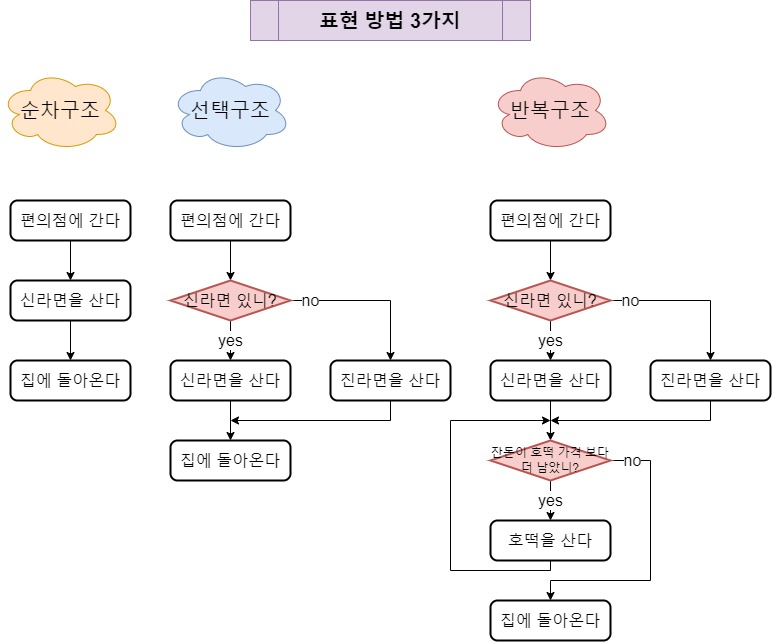 표현 방법 3가지
순차구조
선택구조
반복구조
편의점에 간다
신라면을 산다
집에 돌아온다
편의점에 간다
신라면 있니?
no
yes
신라면을 산다
진라면을 산다
집에 돌아온다
편의점에 간다
신라면 있니?
no
yes
신라면을 산다
진라면을 산다
잔돈이 호떡 가격 보다
더 남았니?
no
yes
호떡을 산다
집에 돌아온다